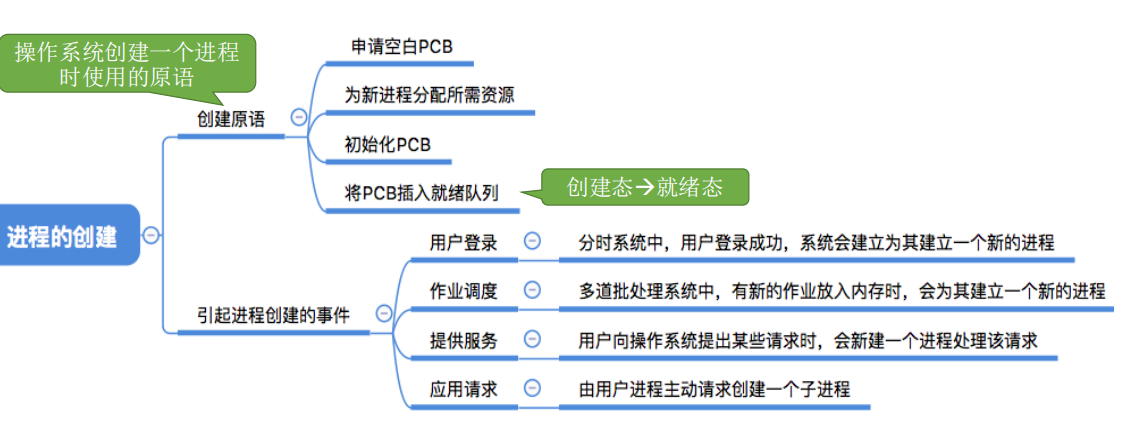 操作系统创建一个进程
时使用的原语
申请空白PCB
为新进程分配所需资源
创建原语
初始化PCB
将PCB插入就绪队列
创建态→就绪态
进程的创建
用户登录
分时系统中，用户登录成功，系统会建立为其建立一个新的进程
作业调度
多道批处理系统中，有新的作业放入内存时，会为其建立一个新的进程
引起进程创建的事件
提供服务
用户向操作系统提出某些请求时，会新建一个进程处理该请求
应用请求
由用户进程主动请求创建一个子进程